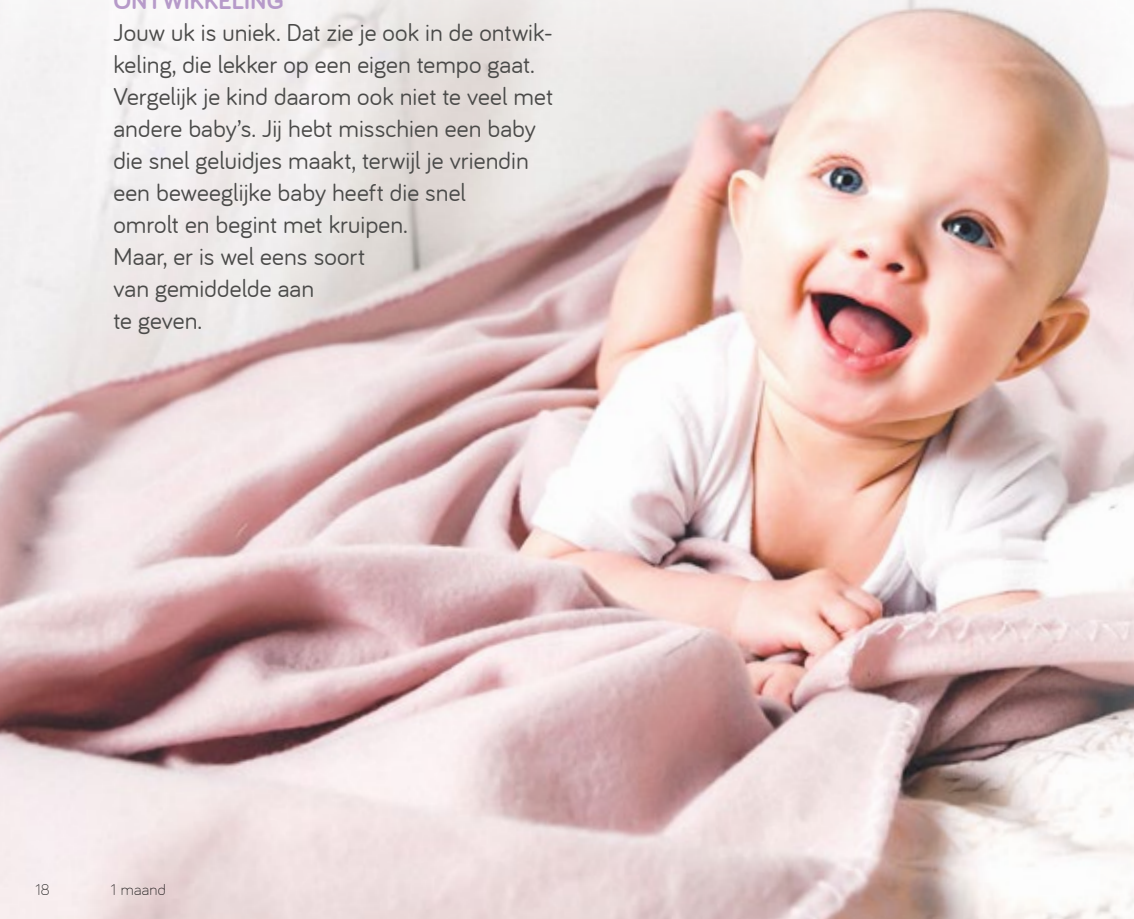 ONTWIKKELING
Jouw uk is uniek. Dat zie je ook in de ontwik-
keling, die lekker op een eigen tempo gaat.
Vergelijk je kind daarom ook niet te veel met
andere baby's. Jij hebt misschien een baby
die snel geluidjes maakt, terwijl je vriendin
een beweeglijke baby heeft die snel
omrolt en begint met kruipen.
Maar, er is wel eens soort
van gemiddelde aan
te geven.
18 1 maand